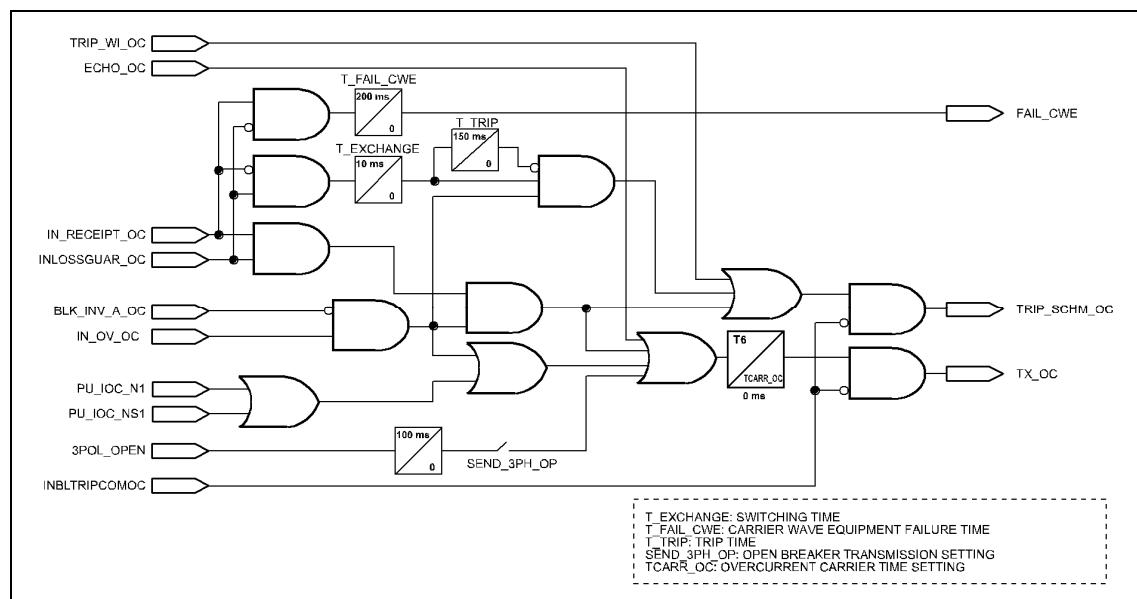 TRIP_WI_OC
ECHO_OC
T_FAIL_CWE
200 ms
0
FAIL_CWE
T_TRIP
150 ms
0
T_EXCHANGE
10 ms
0
IN_RECEIPT_OC
INLOSSGUAR_OC
BLK_INV_A_OC
IN_OV_OC
TRIP_SCHM_OC
T6
TCARR_OC
0 ms
TX_OC
PU_IOC_N1
PU_IOC_NS1
3POL_OPEN
100 ms
0
SEND_3PH_OP
INBLTRIPCOMOC
T_EXCHANGE: SWITCHING TIME
T_FAIL_CWE: CARRIER WAVE EQUIPMENT FAILURE TIME
T_TRIP: TRIP TIME
SEND_3PH_OP: OPEN BREAKER TRANSMISSION SETTING
TCARR_OC: OVERCURRENT CARRIER TIME SETTING